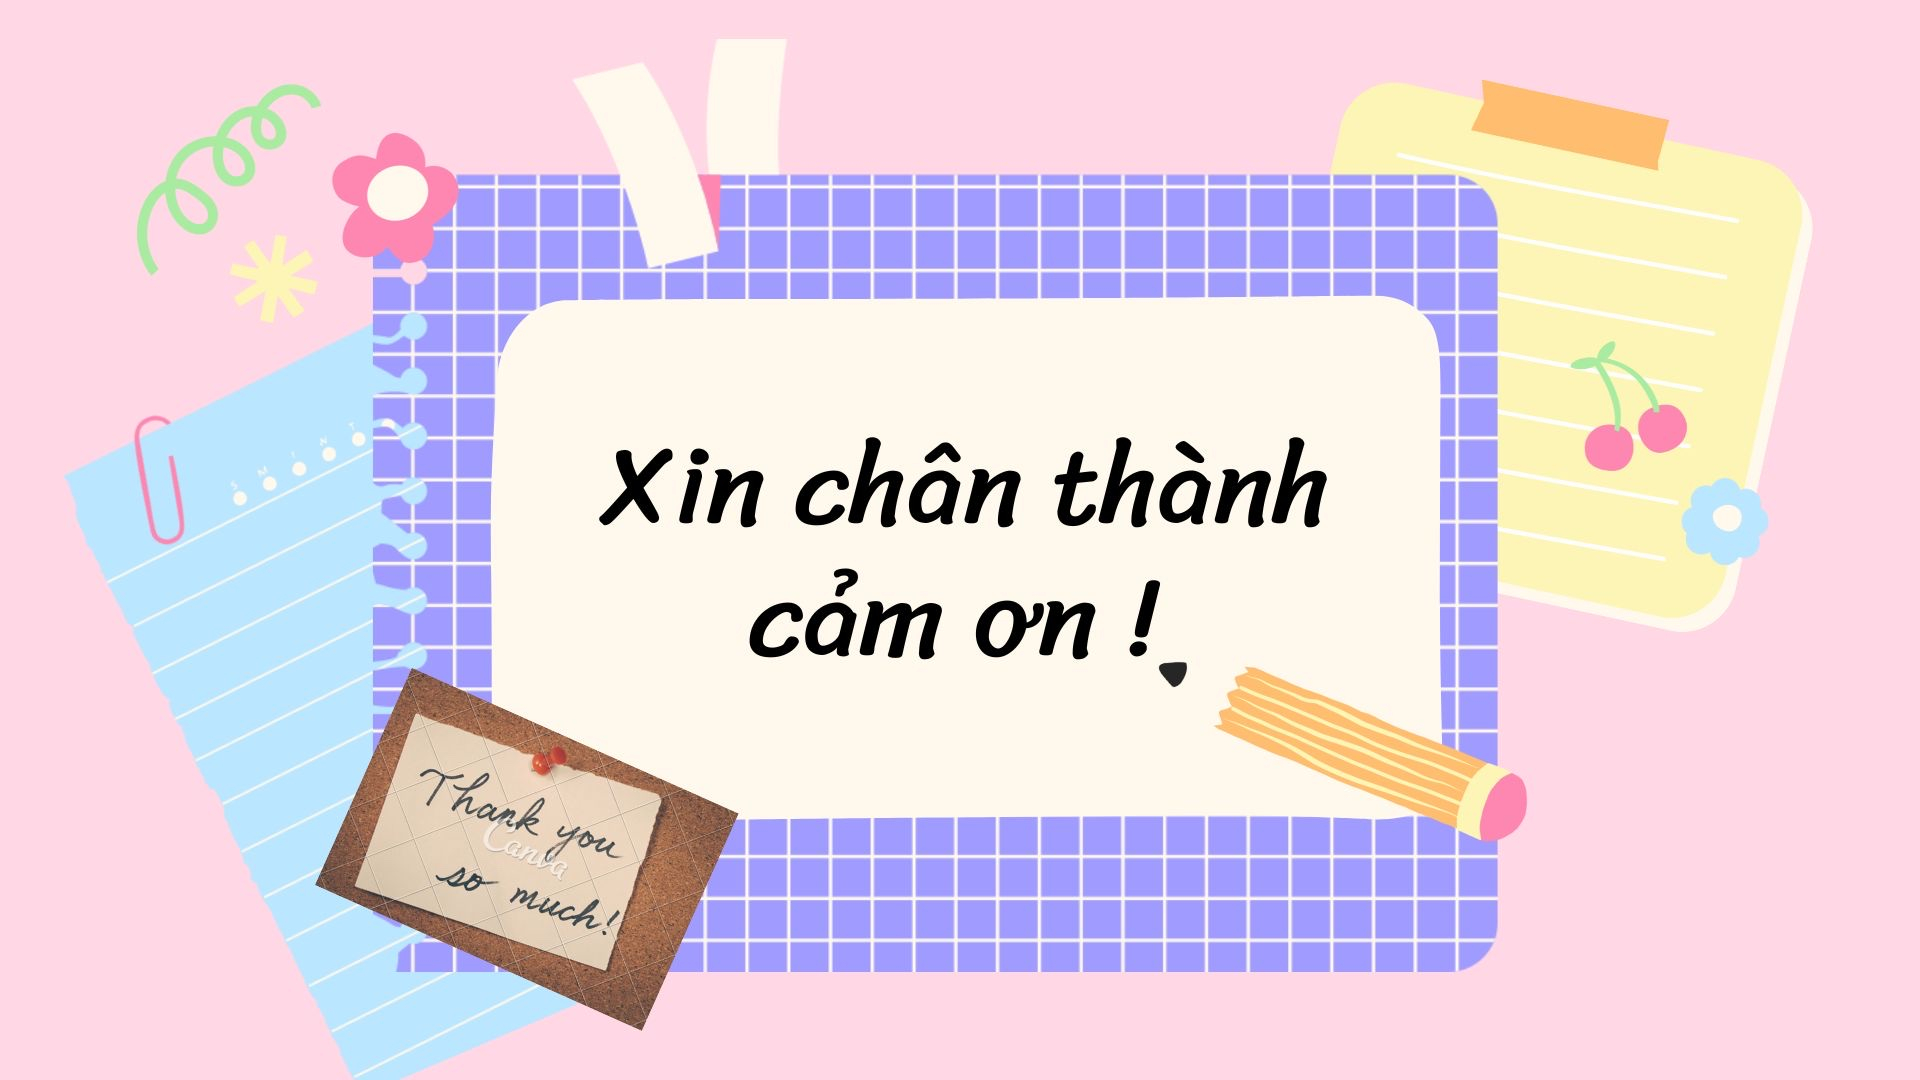 S M I N T
Xin chân thành
cảm ơn !
Thank you
Canva
so much!